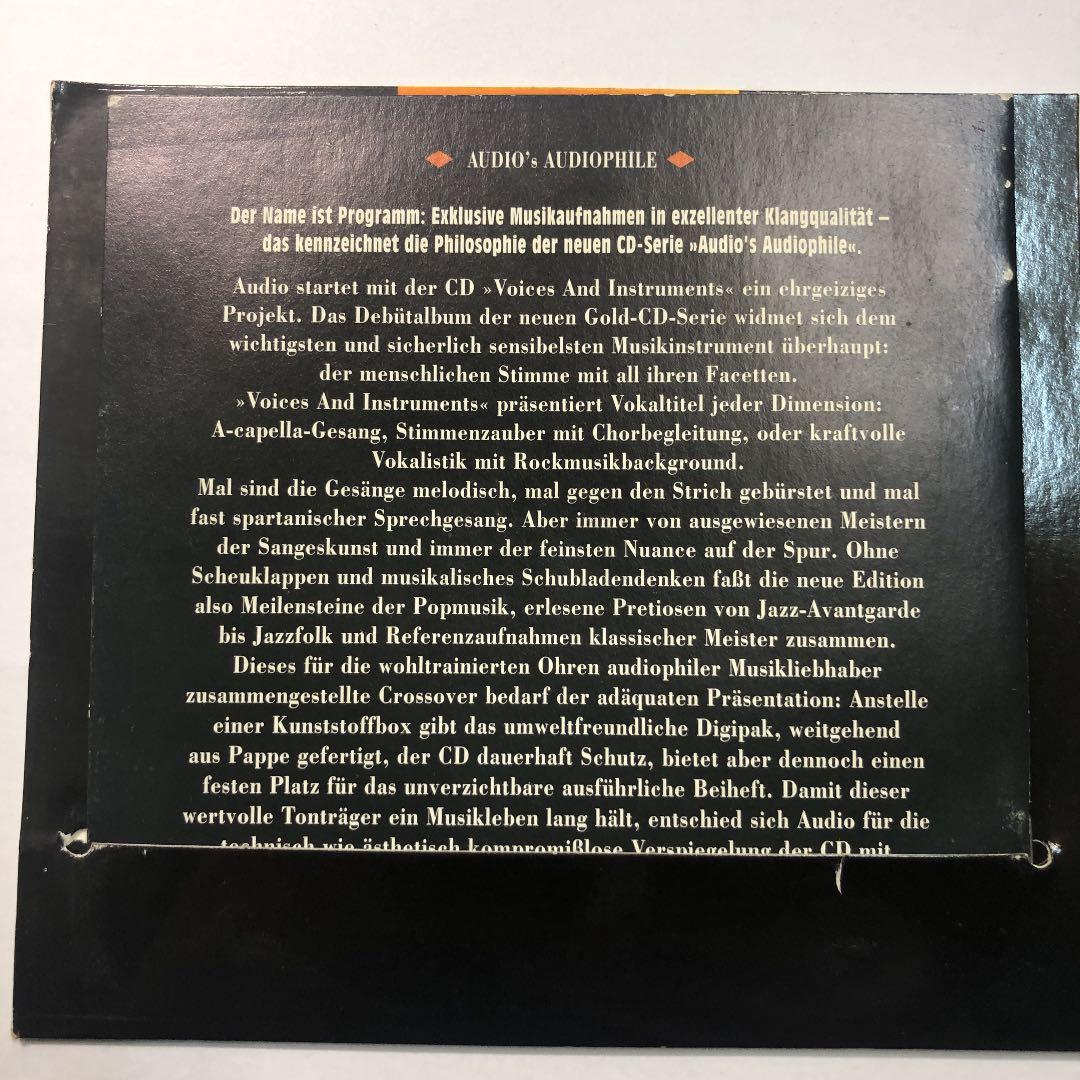 AUDIO's AUDIOPHILE
Der Name ist Programm: Exklusive Musikaufnahmen in exzellenter Klangqualität –
das kennzeichnet die Philosophie der neuen CD-Serie »Audio's Audiophile«.
Audio startet mit der CD »Voices And Instruments« ein ehrgeiziges
Projekt. Das Debütalbum der neuen Gold-CD-Serie widmet sich dem
wichtigsten und sicherlich sensibelsten Musikinstrument überhaupt:
der menschlichen Stimme mit all ihren Facetten.
»Voices And Instruments« präsentiert Vokaltitel jeder Dimension:
A-capella-Gesang, Stimmenzauber mit Chorbegleitung, oder kraftvolle
Vokalistik mit Rockmusikbackground.
Mal sind die Gesänge melodisch, mal gegen den Strich gebürstet und mal
fast spartanischer Sprechgesang. Aber immer von ausgewiesenen Meistern
der Sangeskunst und immer der feinsten Nuance auf der Spur. Ohne
Scheuklappen und musikalisches Schubladendenken faßt die neue Edition
also Meilensteine der Popmusik, erlesene Pretiosen von Jazz-Avantgarde
bis Jazzfolk und Referenzaufnahmen klassischer Meister zusammen.
Dieses für die wohltrainierten Ohren audiophiler Musikliebhaber
zusammengestellte Crossover bedarf der adäquaten Präsentation: Anstelle
einer Kunststoffbox gibt das umweltfreundliche Digipak, weitgehend
aus Pappe gefertigt, der CD dauerhaft Schutz, bietet aber dennoch einen
festen Platz für das unverzichtbare ausführliche Beiheft. Damit dieser
wertvolle Tonträger ein Musikleben lang hält, entschied sich Audio für die
technisch wie ästhetisch kompromißlose Verspiegelung der CD mit